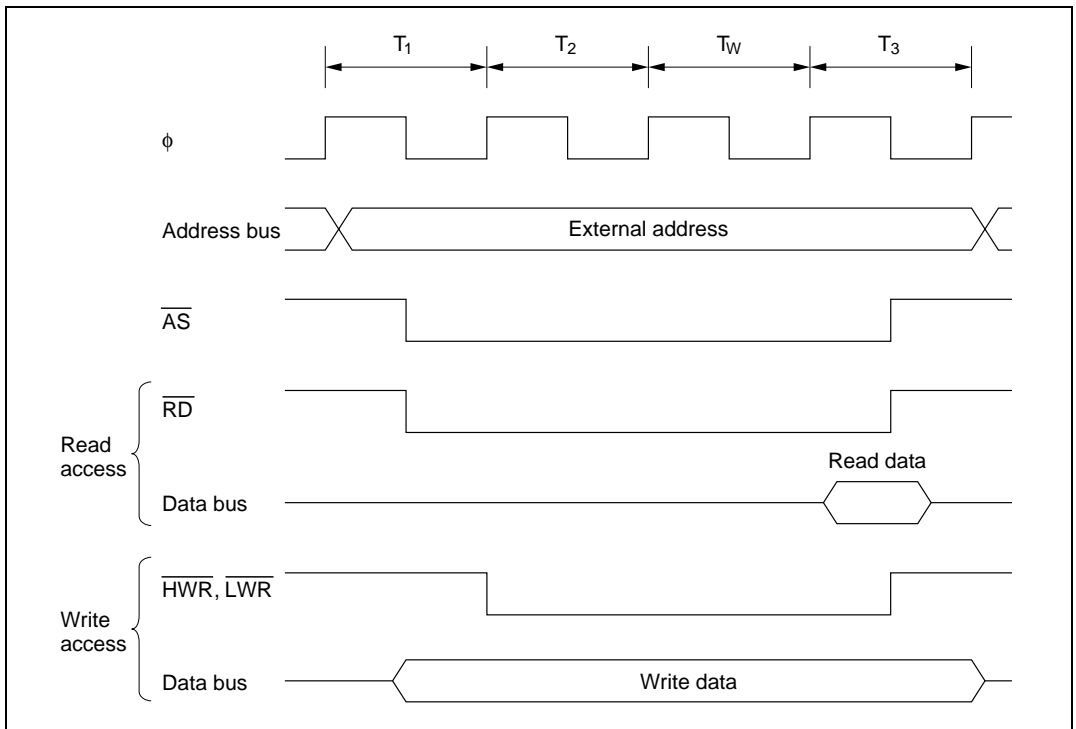 T1 T2 TW T3
ϕ
Address bus External address
AS
RD
Read access
Read data
Data bus
HWR, LWR
Write access
Data bus Write data